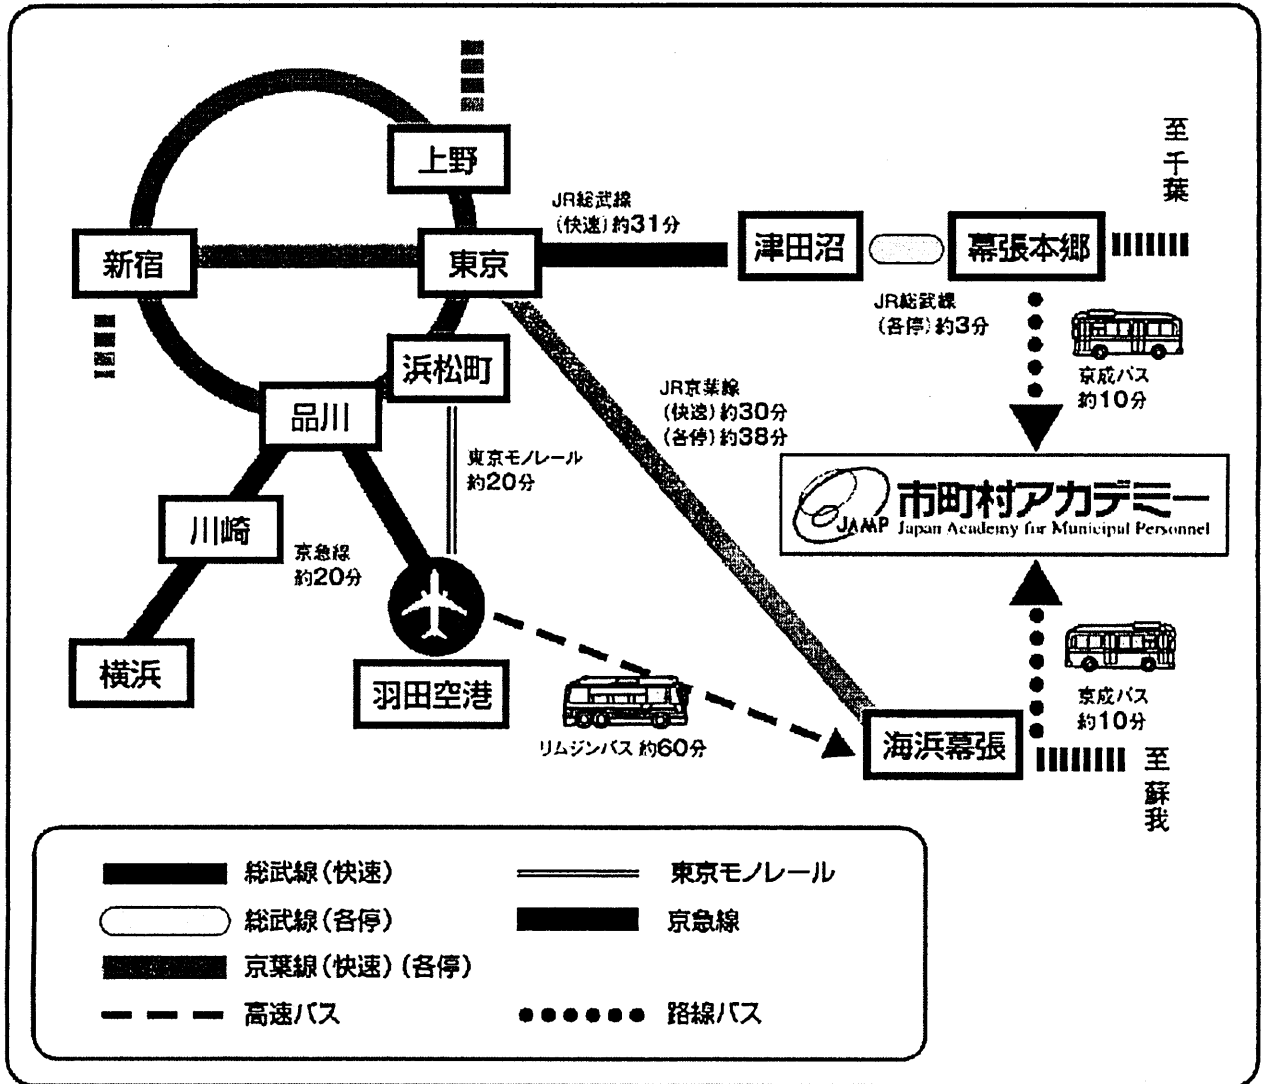 上野
至千葉
JR総武線
(快速)約31分
新宿
東京
津田沼
幕張本郷
JR総武線
(各停)約3分
浜松町
京成バス
約10分
JR京葉線
(快速)約30分
(各停)約38分
品川
東京モノレール
約20分
JAMP
市町村アカデミー
Japan Academy for Municipal Personnel
川崎
京急線
約20分
横浜
羽田空港
リムジンバス 約60分
京成バス
約10分
海浜幕張
至蘇我
総武線(快速)
東京モノレール
総武線(各停)
京急線
京葉線(快速)(各停)
高速バス
路線バス